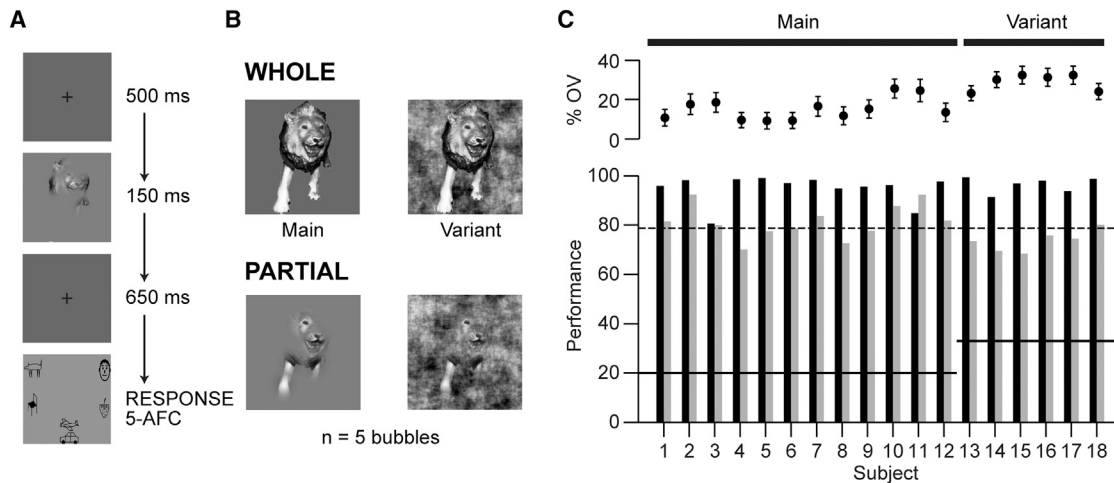 A
500 ms
150 ms
650 ms
RESPONSE
5-AFC
B
WHOLE
Main
Variant
PARTIAL
n = 5 bubbles
C
Main
Variant
% OV
40
20
0
Performance
100
80
60
40
20
0
1 2 3 4 5 6 7 8 9 10 11 12 13 14 15 16 17 18
Subject